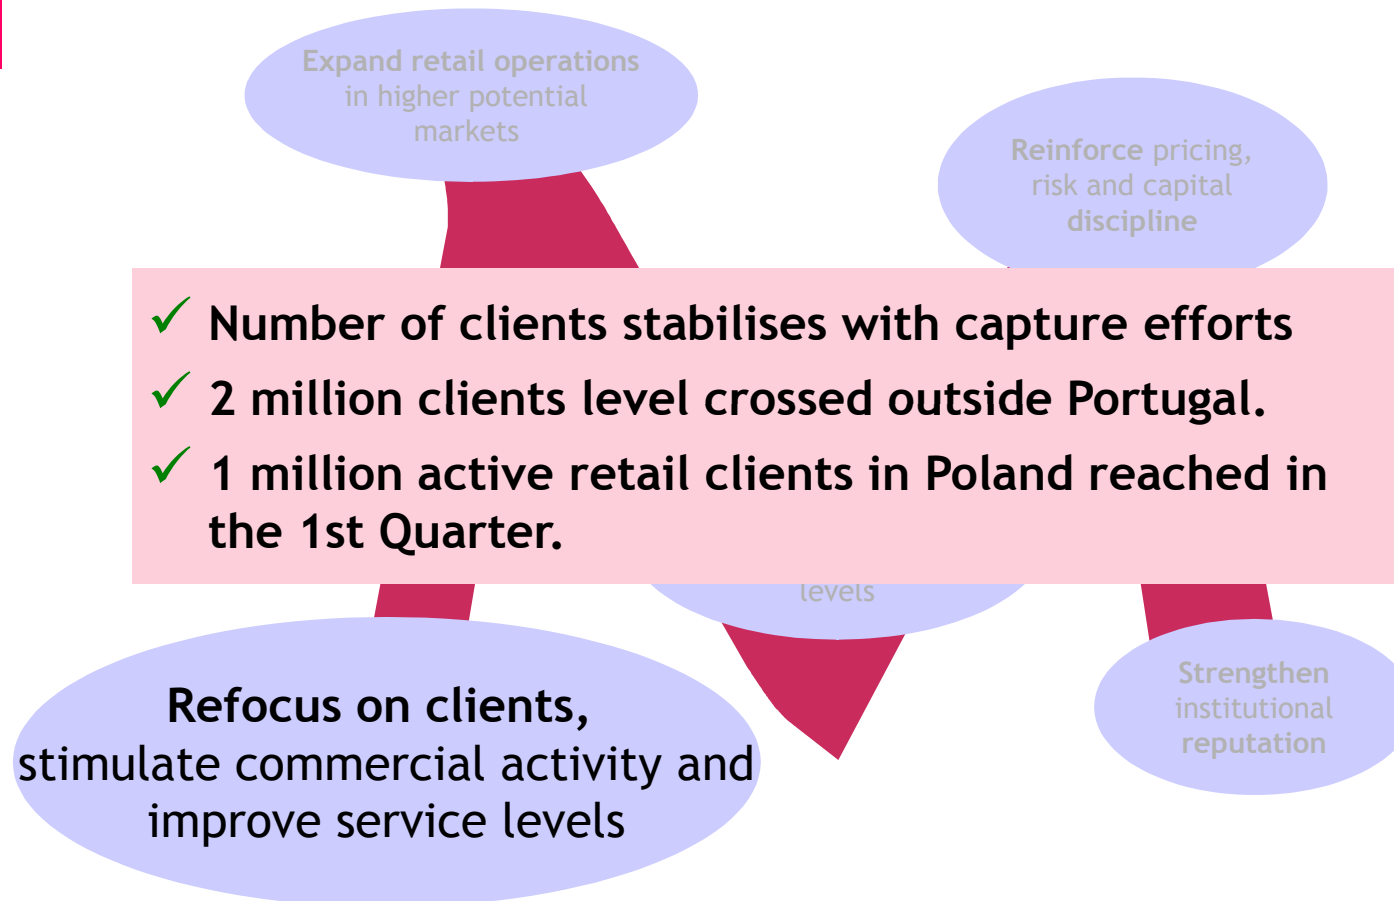 Expand retail operations
in higher potential
markets
Reinforce pricing,
risk and capital
discipline
✓ Number of clients stabilises with capture efforts
✓ 2 million clients level crossed outside Portugal.
✓ 1 million active retail clients in Poland reached in
the 1st Quarter.
levels
Refocus on clients,
stimulate commercial activity and
improve service levels
Strengthen
institutional
reputation